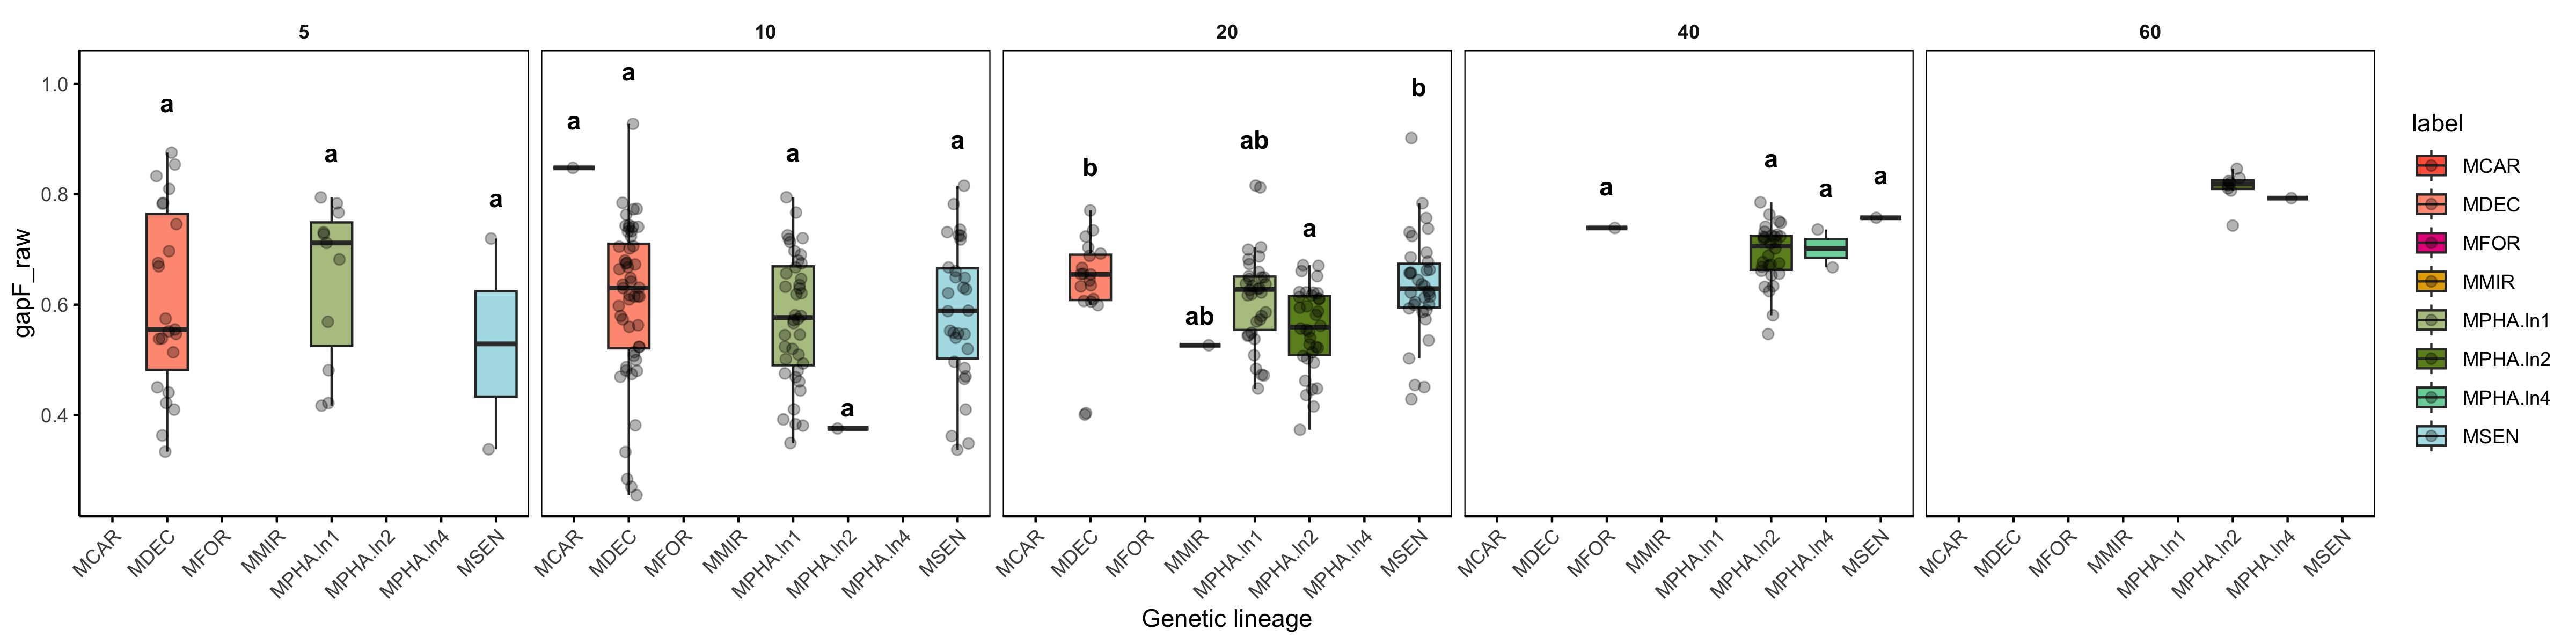 5 10 20 40 60
gapF_raw
1.0
0.8
0.6
0.4
a a a
a a a a a
b ab ab a b
a a a a
MCAR MDEC MFOR MMIR MPHA.ln1 MPHA.ln2 MPHA.ln4 MSEN
MCAR MDEC MFOR MMIR MPHA.ln1 MPHA.ln2 MPHA.ln4 MSEN
MCAR MDEC MFOR MMIR MPHA.ln1 MPHA.ln2 MPHA.ln4 MSEN
MCAR MDEC MFOR MMIR MPHA.ln1 MPHA.ln2 MPHA.ln4 MSEN
MCAR MDEC MFOR MMIR MPHA.ln1 MPHA.ln2 MPHA.ln4 MSEN
Genetic lineage
label
MCAR
MDEC
MFOR
MMIR
MPHA.ln1
MPHA.ln2
MPHA.ln4
MSEN